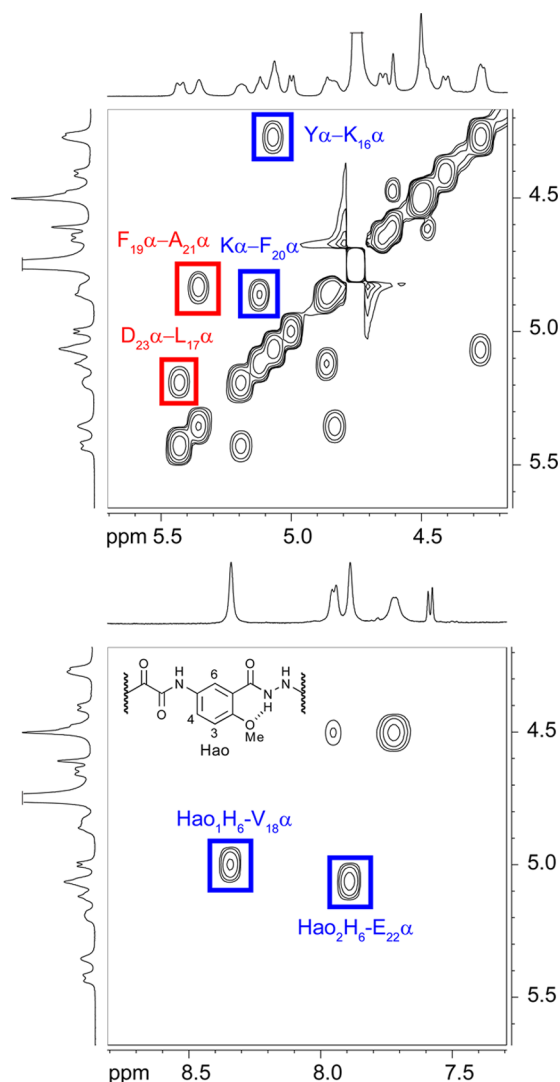 Yα–K₁₆α
4.5
F₁₉α–A₂₁α
Kα–F₂₀α
5.0
D₂₃α–L₁₇α
5.5
ppm 5.5 5.0 4.5
O
H
N
O
6
O
N
H
H
N
4
3
O
Me
Hao
4.5
Hao₁H₆-V₁₈α
5.0
Hao₂H₆-E₂₂α
5.5
ppm 8.5 8.0 7.5